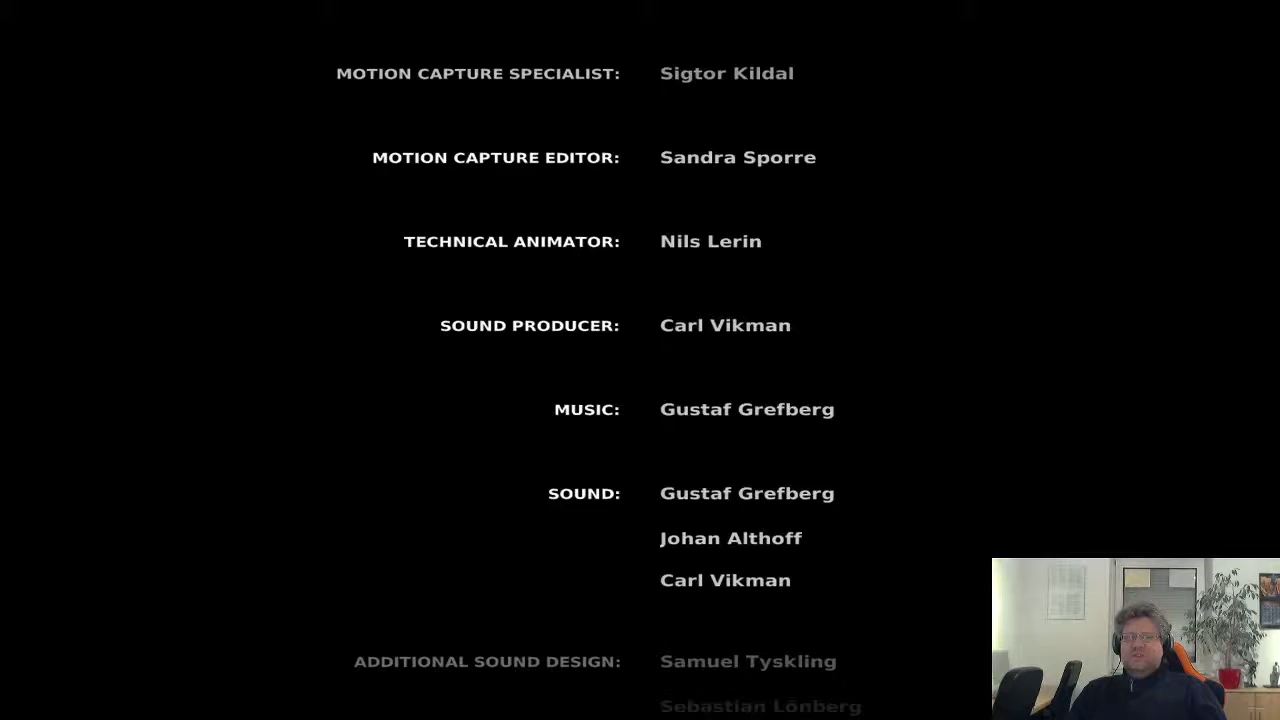 MOTION CAPTURE SPECIALIST: Sigtor Kildal
MOTION CAPTURE EDITOR: Sandra Sporre
TECHNICAL ANIMATOR: Nils Lerin
SOUND PRODUCER: Carl Vikman
MUSIC: Gustaf Grefberg
SOUND: Gustaf Grefberg
Johan Althoff
Carl Vikman
ADDITIONAL SOUND DESIGN: Samuel Tyskling
Sebastian Lönberg